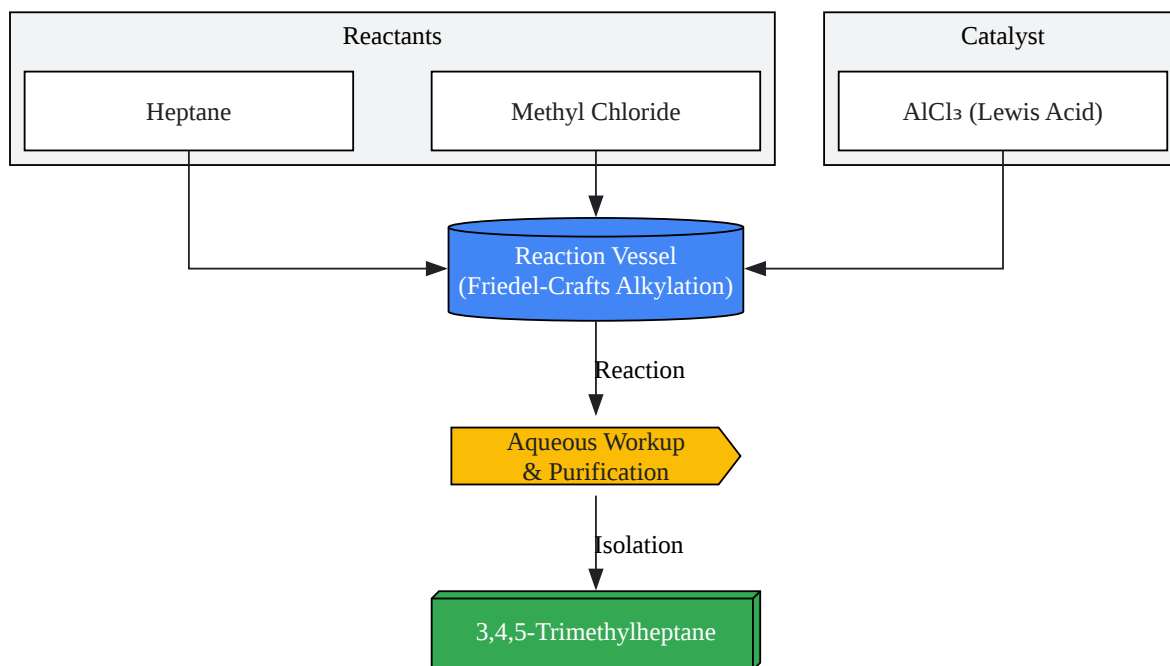 Reactants
Catalyst
Heptane
Methyl Chloride
AlCl₃ (Lewis Acid)
Reaction Vessel
(Friedel-Crafts Alkylation)
Reaction
Aqueous Workup
& Purification
Isolation
3,4,5-Trimethylheptane